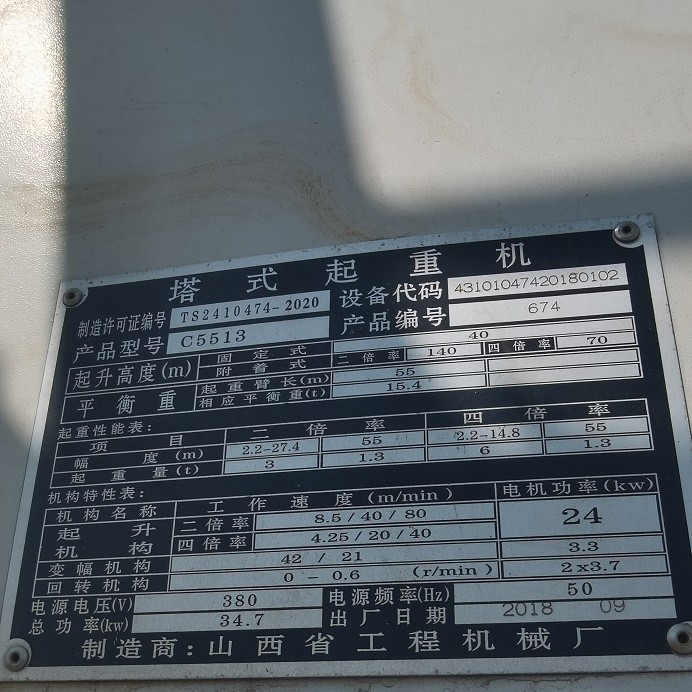 塔式起重机
制造许可证编号 TS2410474-2020 设备代码 43101047420180102
产品型号 C5513 产品编号 674
起升高度(m) 固定式 40
附着式 二倍率 140 四倍率 70
平衡重 起重臂长(m) 55
相应平衡重(t) 15.4
起重性能表:
项目 二倍率 四倍率
幅度(m) 2.2-27.4 55 2.2-14.8 55
起重量(t) 3 1.3 6 1.3
机构特性表:
机构名称 工作速度(m/min) 电机功率(kw)
起升机构 二倍率 8.5/40/80 24
四倍率 4.25/20/40
变幅机构 42/21 3.3
回转机构 0-0.6 (r/min) 2x3.7
电源电压(V) 380 电源频率(Hz) 50
总功率(kw) 34.7 出厂日期 2018 09
制造商:山西省工程机械厂